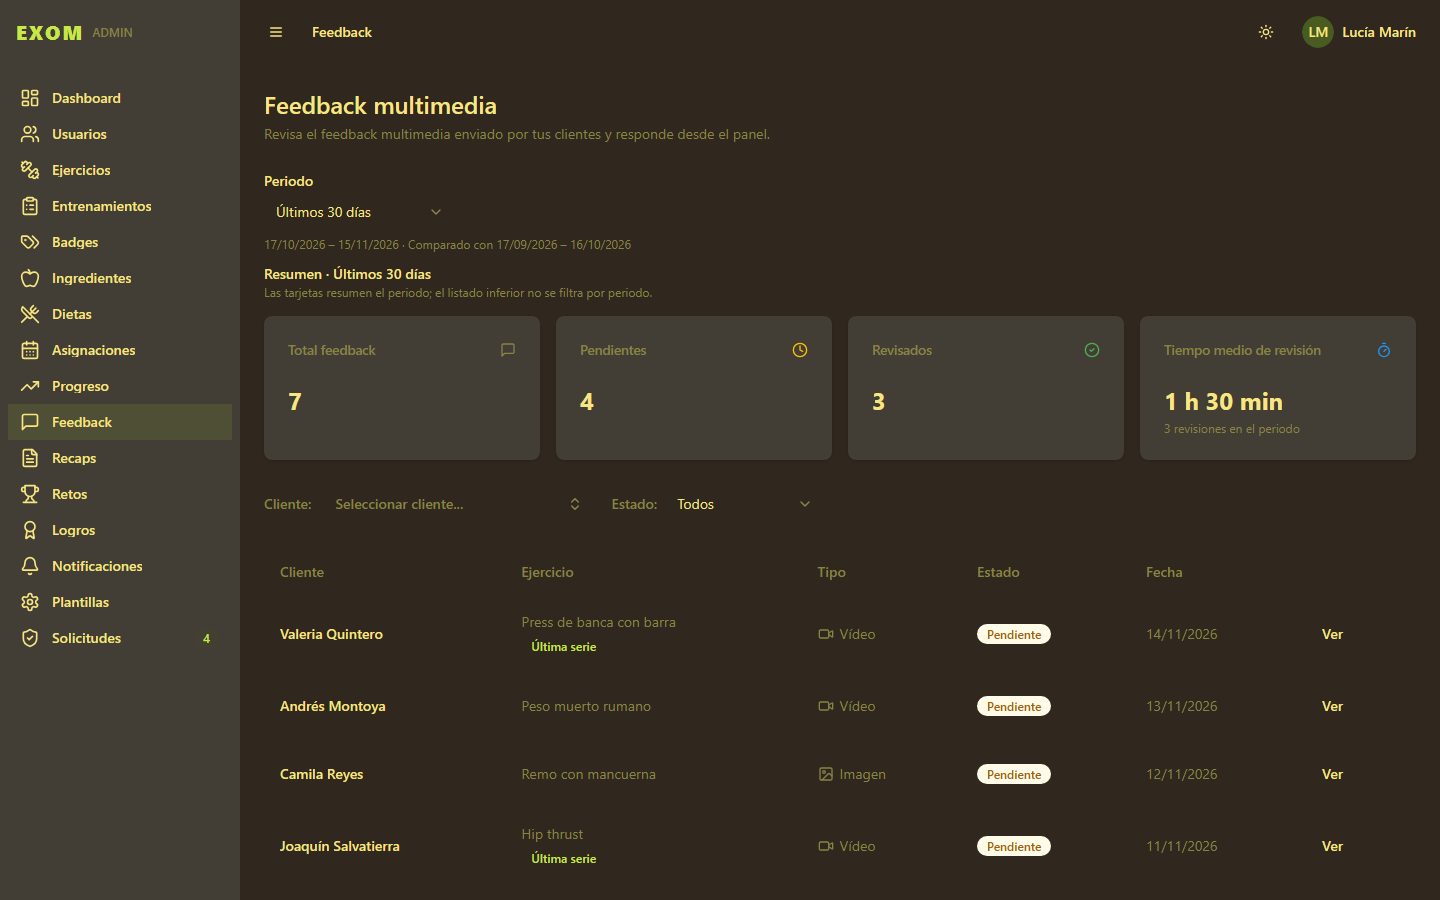 EXOM ADMIN
Feedback
LM Lucía Marín
Dashboard
Usuarios
Ejercicios
Entrenamientos
Badges
Ingredientes
Dietas
Asignaciones
Progreso
Feedback
Recaps
Retos
Logros
Notificaciones
Plantillas
Solicitudes 4
Feedback multimedia
Revisa el feedback multimedia enviado por tus clientes y responde desde el panel.
Periodo
Últimos 30 días
17/10/2026 – 15/11/2026 · Comparado con 17/09/2026 – 16/10/2026
Resumen · Últimos 30 días
Las tarjetas resumen el periodo; el listado inferior no se filtra por periodo.
Total feedback
7
Pendientes
4
Revisados
3
Tiempo medio de revisión
1 h 30 min
3 revisiones en el periodo
Cliente: Seleccionar cliente... Estado: Todos
Cliente Ejercicio Tipo Estado Fecha
Valeria Quintero Press de banca con barra Vídeo Pendiente 14/11/2026 Ver
Última serie
Andrés Montoya Peso muerto rumano Vídeo Pendiente 13/11/2026 Ver
Camila Reyes Remo con mancuerna Imagen Pendiente 12/11/2026 Ver
Joaquín Salvatierra Hip thrust Vídeo Pendiente 11/11/2026 Ver
Última serie